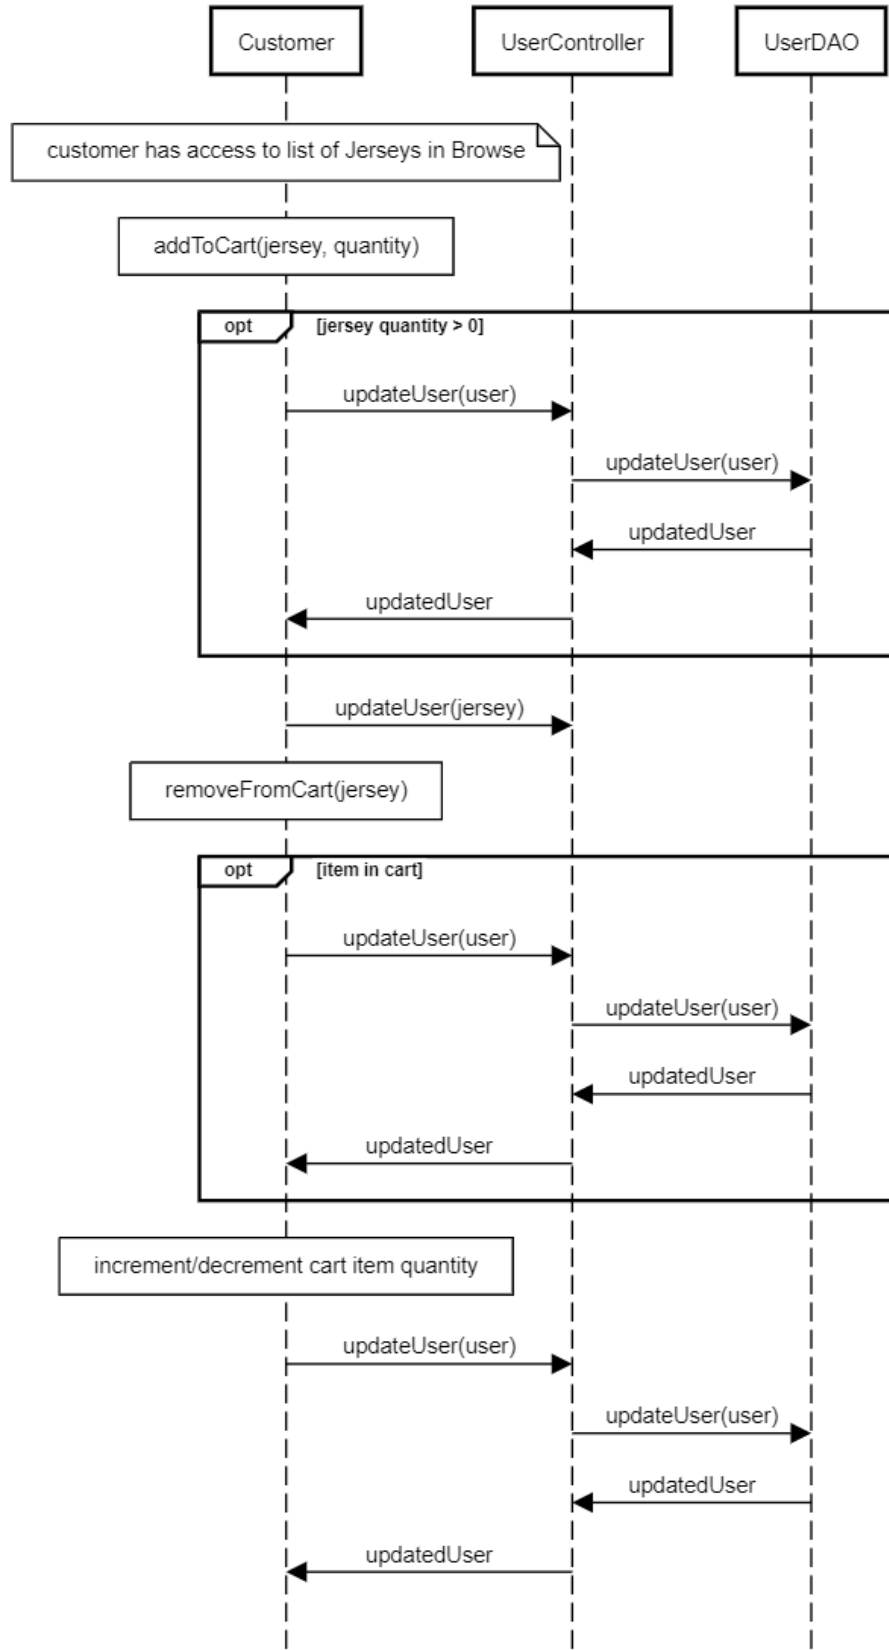 Customer
UserController
UserDAO
customer has access to list of Jerseys in Browse
addToCart(jersey, quantity)
opt
[jersey quantity > 0]
updateUser(user)
updateUser(user)
updatedUser
updatedUser
updateUser(jersey)
removeFromCart(jersey)
opt
[item in cart]
updateUser(user)
updateUser(user)
updatedUser
updatedUser
increment/decrement cart item quantity
updateUser(user)
updateUser(user)
updatedUser
updatedUser